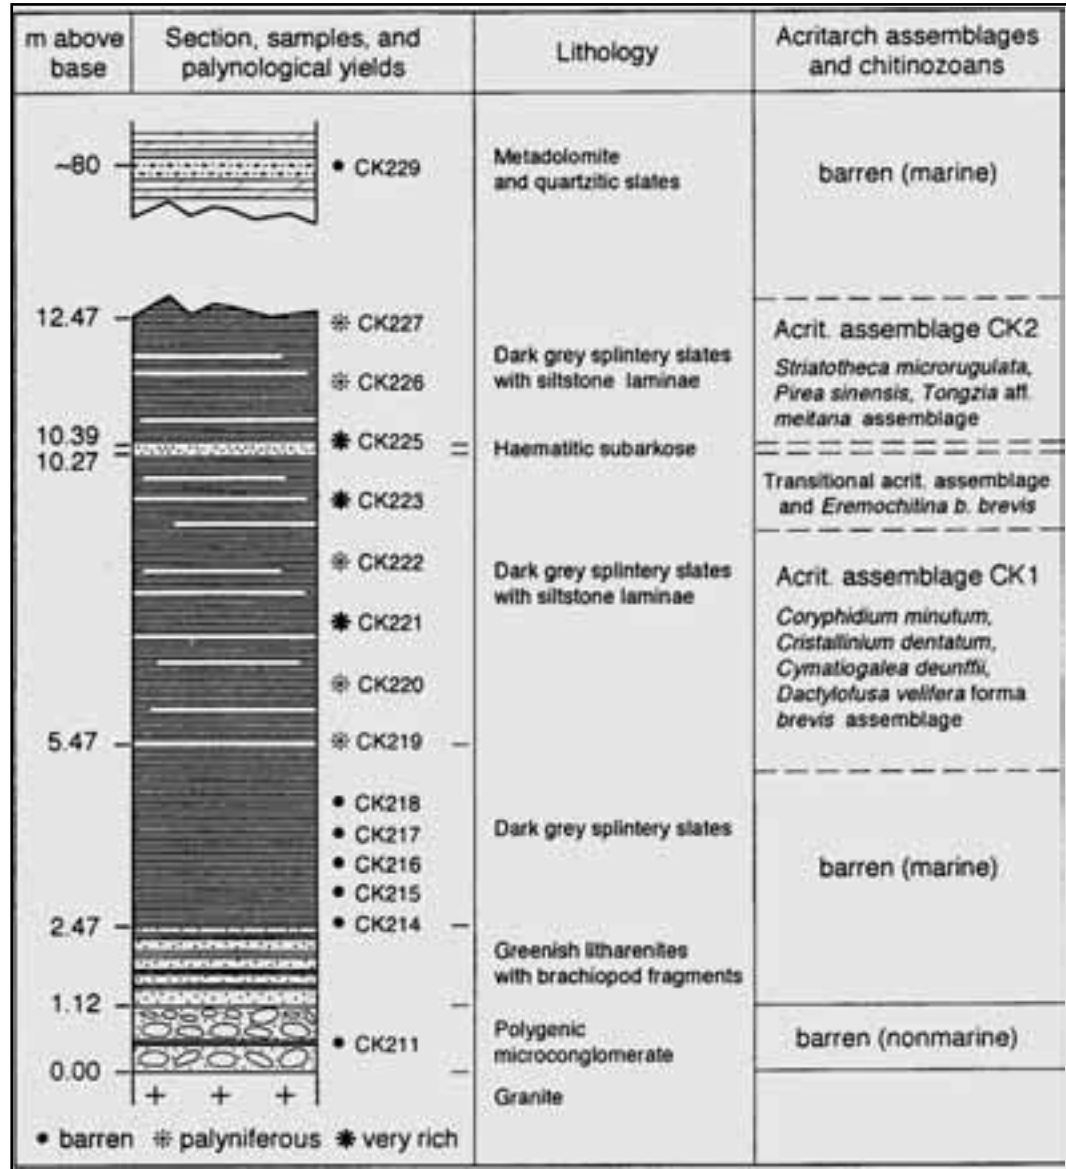 m above
base
Section, samples, and
palynological yields
Lithology
Acritarch assemblages
and chitinozoans
~80
CK229
Metadolomite
and quartzitic slates
barren (marine)
12.47
CK227
CK226
Dark grey splintery slates
with siltstone laminae
Acrit. assemblage CK2
Striatotheca microrugulata,
Pirea sinensis, Tongzia aff.
meitana assemblage
10.39
CK225
10.27
Haematitic subarkose
CK223
Transitional acrit. assemblage
and Eremochitina b. brevis
CK222
CK221
CK220
Dark grey splintery slates
with siltstone laminae
Acrit. assemblage CK1
Coryphidium minutum,
Cristallinium dentatum,
Cymatiogalea deunffii,
Dactylofusa velifera forma
brevis assemblage
5.47
CK219
CK218
CK217
CK216
CK215
CK214
Dark grey splintery slates
barren (marine)
2.47
Greenish litharenites
with brachiopod fragments
1.12
CK211
Polygenic
microconglomerate
barren (nonmarine)
0.00
+ + +
Granite
• barren ⁕ palyniferous ✱ very rich